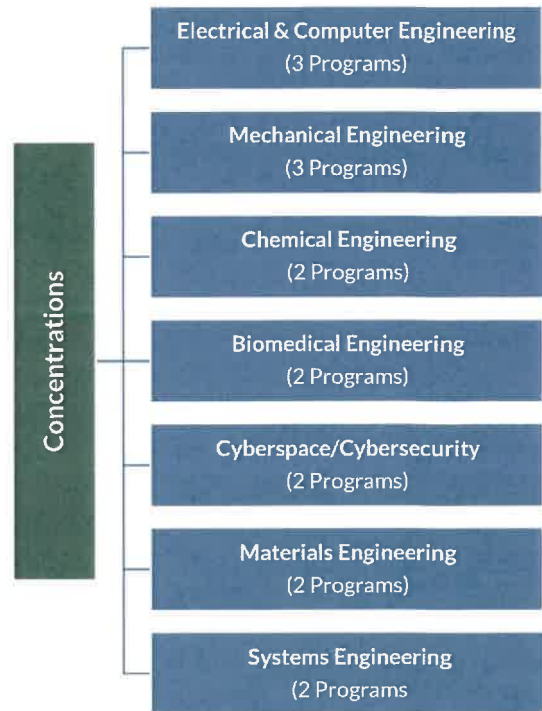 Concentrations
Electrical & Computer Engineering
(3 Programs)
Mechanical Engineering
(3 Programs)
Chemical Engineering
(2 Programs)
Biomedical Engineering
(2 Programs)
Cyberspace/Cybersecurity
(2 Programs)
Materials Engineering
(2 Programs)
Systems Engineering
(2 Programs